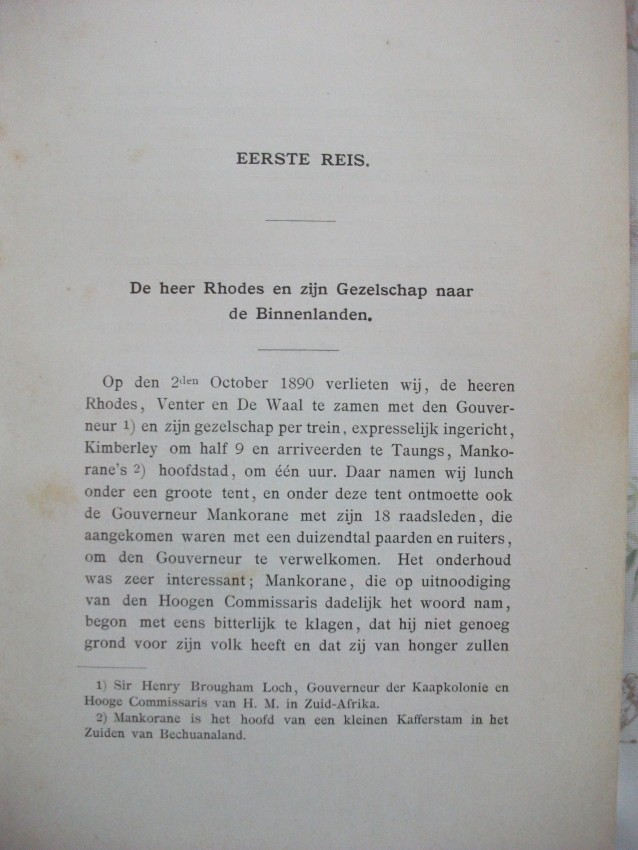 EERSTE REIS.
De heer Rhodes en zijn Gezelschap naar
de Binnenlanden.
Op den 2den October 1890 verlieten wij, de heeren
Rhodes, Venter en De Waal te zamen met den Gouver-
neur 1) en zijn gezelschap per trein, expresselijk ingericht,
Kimberley om half 9 en arriveerden te Taungs, Manko-
rane's 2) hoofdstad, om één uur. Daar namen wij lunch
onder een groote tent, en onder deze tent ontmoette ook
de Gouverneur Mankorane met zijn 18 raadsleden, die
aangekomen waren met een duizendtal paarden en ruiters,
om den Gouverneur te verwelkomen. Het onderhoud
was zeer interessant; Mankorane, die op uitnoodiging
van den Hoogen Commissaris dadelijk het woord nam,
begon met eens bitterlijk te klagen, dat hij niet genoeg
grond voor zijn volk heeft en dat zij van honger zullen
1) Sir Henry Brougham Loch, Gouverneur der Kaapkolonie en
Hooge Commissaris van H. M. in Zuid-Afrika.
2) Mankorane is het hoofd van een kleinen Kafferstam in het
Zuiden van Bechuanaland.